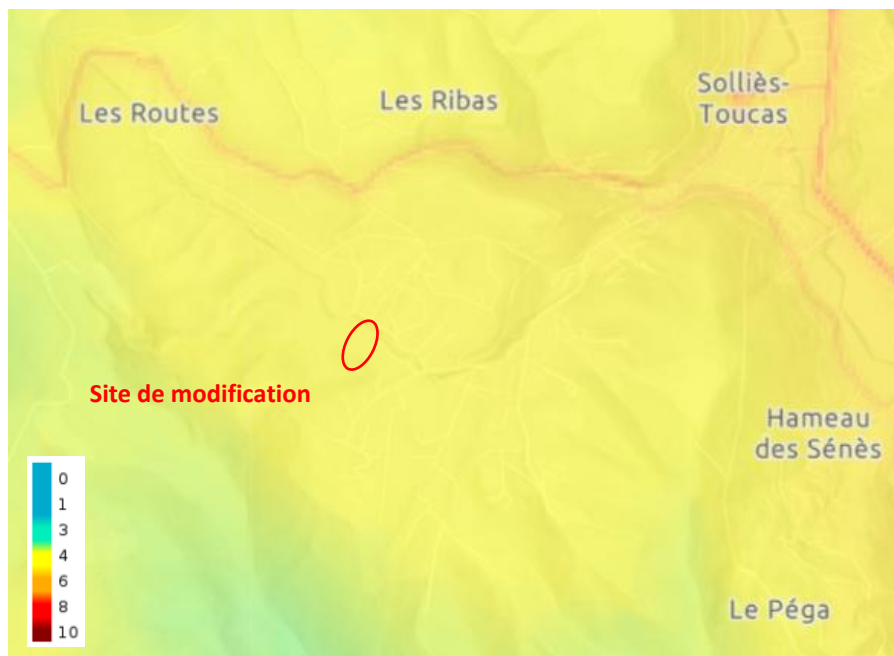 Les Routes
Les Ribas
Solliès-
Toucas
Site de modification
Hameau
des Sénès
Le Péga
0
1
3
4
6
8
10